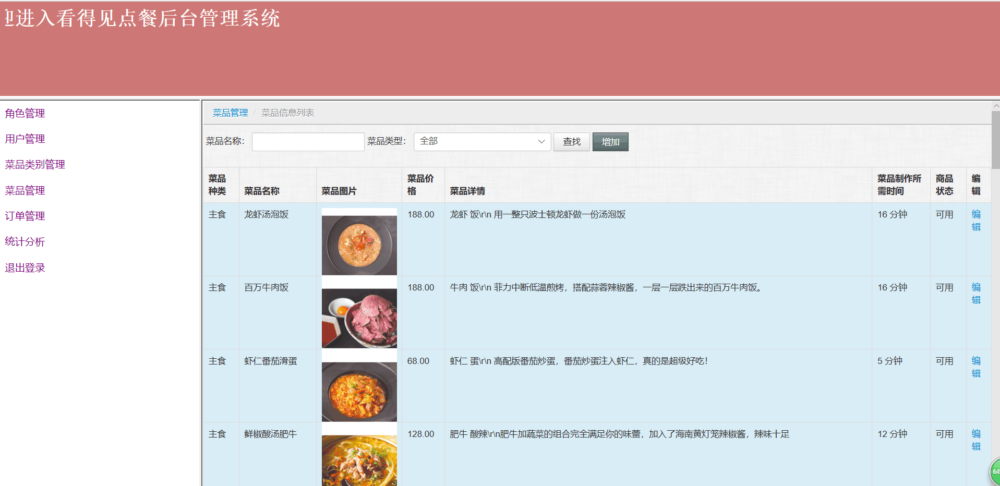 进入看得见点餐后台管理系统
角色管理
用户管理
菜品类别管理
菜品管理
订单管理
统计分析
退出登录
菜品管理 / 菜品信息列表
菜品名称： 菜品类型： 全部 查找 增加
菜品种类 菜品名称 菜品图片 菜品价格 菜品详情 菜品制作所需时间 商品状态 编辑
主食 龙虾汤泡饭 188.00 龙虾 饭\r\n 用一整只波士顿龙虾做一份汤泡饭 16 分钟 可用 编辑
主食 百万牛肉饭 188.00 牛肉 饭\r\n 菲力中断低温煎烤，搭配蒜蓉辣椒酱，一层一层跌出来的百万牛肉饭。 16 分钟 可用 编辑
主食 虾仁番茄滑蛋 68.00 虾仁 蛋\r\n 高配版番茄炒蛋，番茄炒蛋注入虾仁，真的是超级好吃！ 5 分钟 可用 编辑
主食 鲜椒酸汤肥牛 128.00 肥牛 酸辣\r\n肥牛加蔬菜的组合完全满足你的味蕾，加入了海南黄灯笼辣椒酱，辣味十足 12 分钟 可用 编辑
68